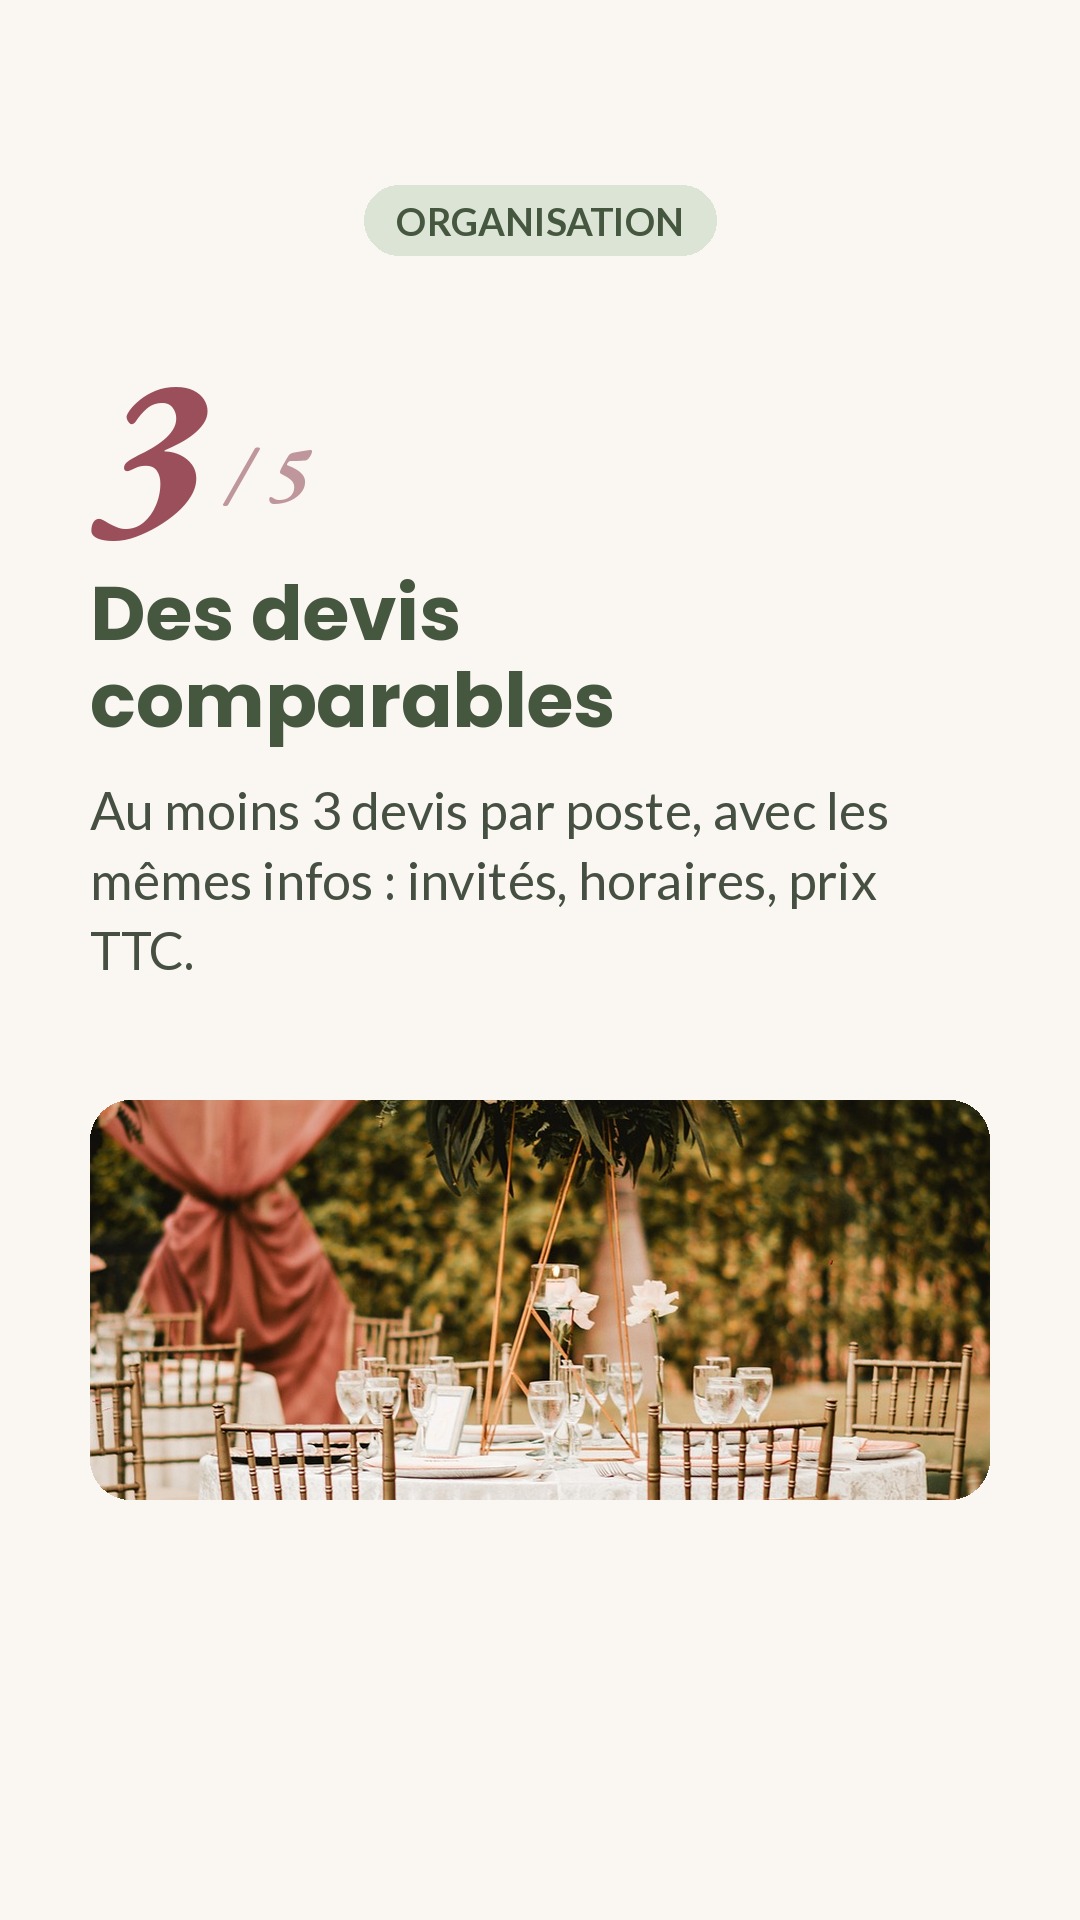 ORGANISATION
3 / 5
Des devis
comparables
Au moins 3 devis par poste, avec les
mêmes infos : invités, horaires, prix
TTC.